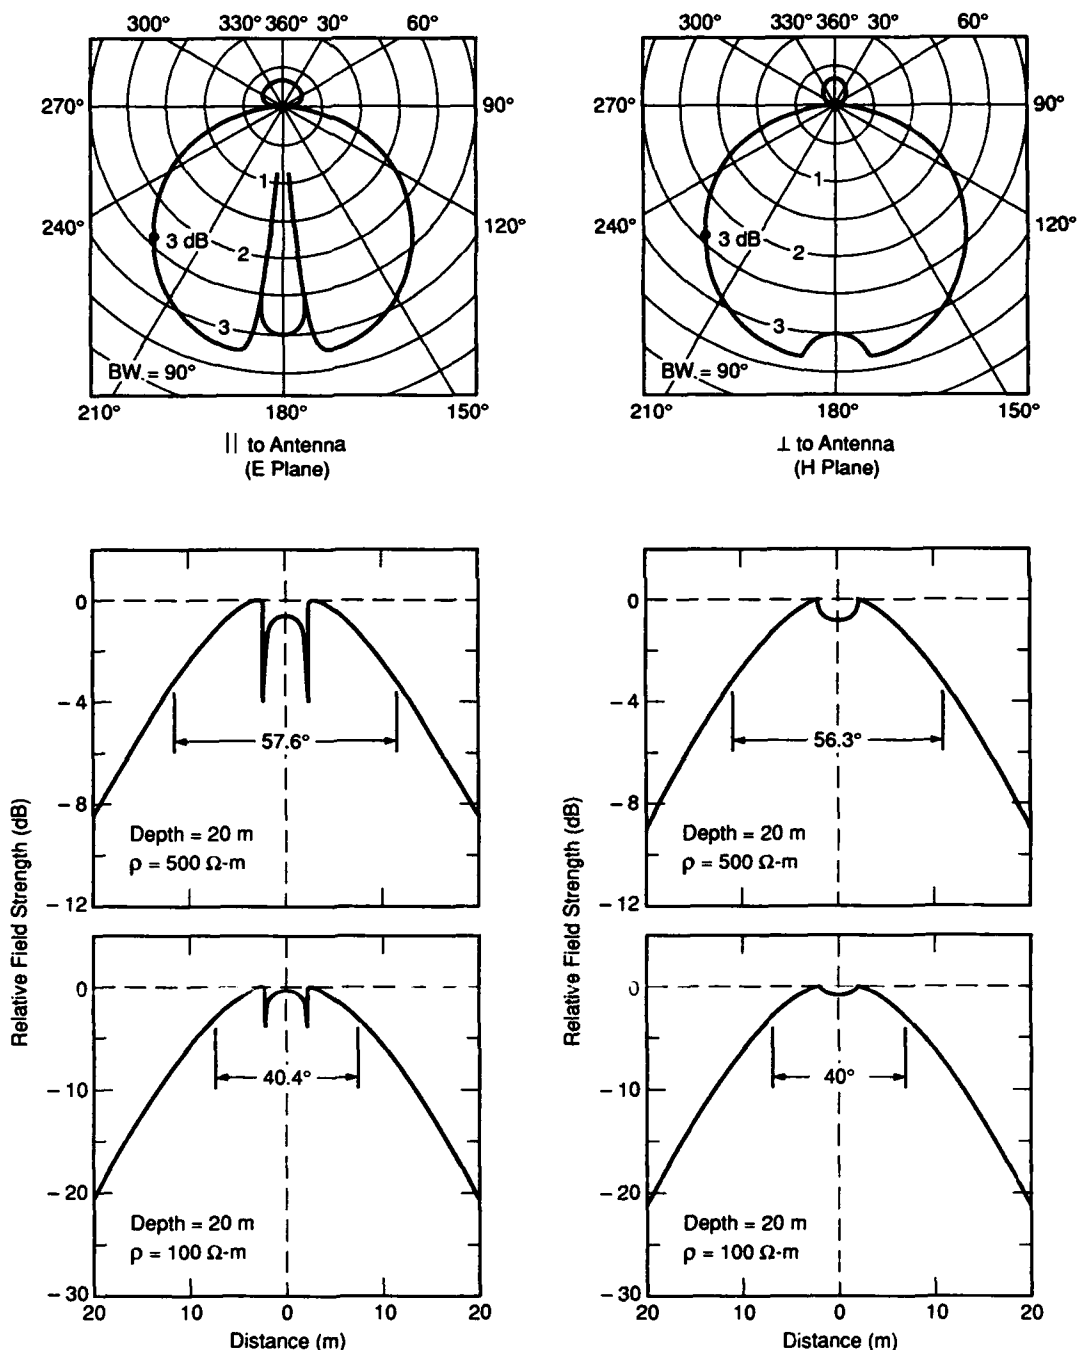 300° 330° 360° 30° 60°
270° 90°
240° 120°
1
3 dB
2
3
BW. = 90°
210° 180° 150°
|| to Antenna
(E Plane)
300° 330° 360° 30° 60°
270° 90°
240° 120°
1
3 dB
2
3
BW. = 90°
210° 180° 150°
⊥ to Antenna
(H Plane)
Relative Field Strength (dB)
0
-4
-8
-12
57.6°
Depth = 20 m
ρ = 500 Ω-m
0
-10
-20
-30
40.4°
Depth = 20 m
ρ = 100 Ω-m
20 10 0 10 20
Distance (m)
Relative Field Strength (dB)
0
-4
-8
-12
56.3°
Depth = 20 m
ρ = 500 Ω-m
0
-10
-20
-30
40°
Depth = 20 m
ρ = 100 Ω-m
20 10 0 10 20
Distance (m)